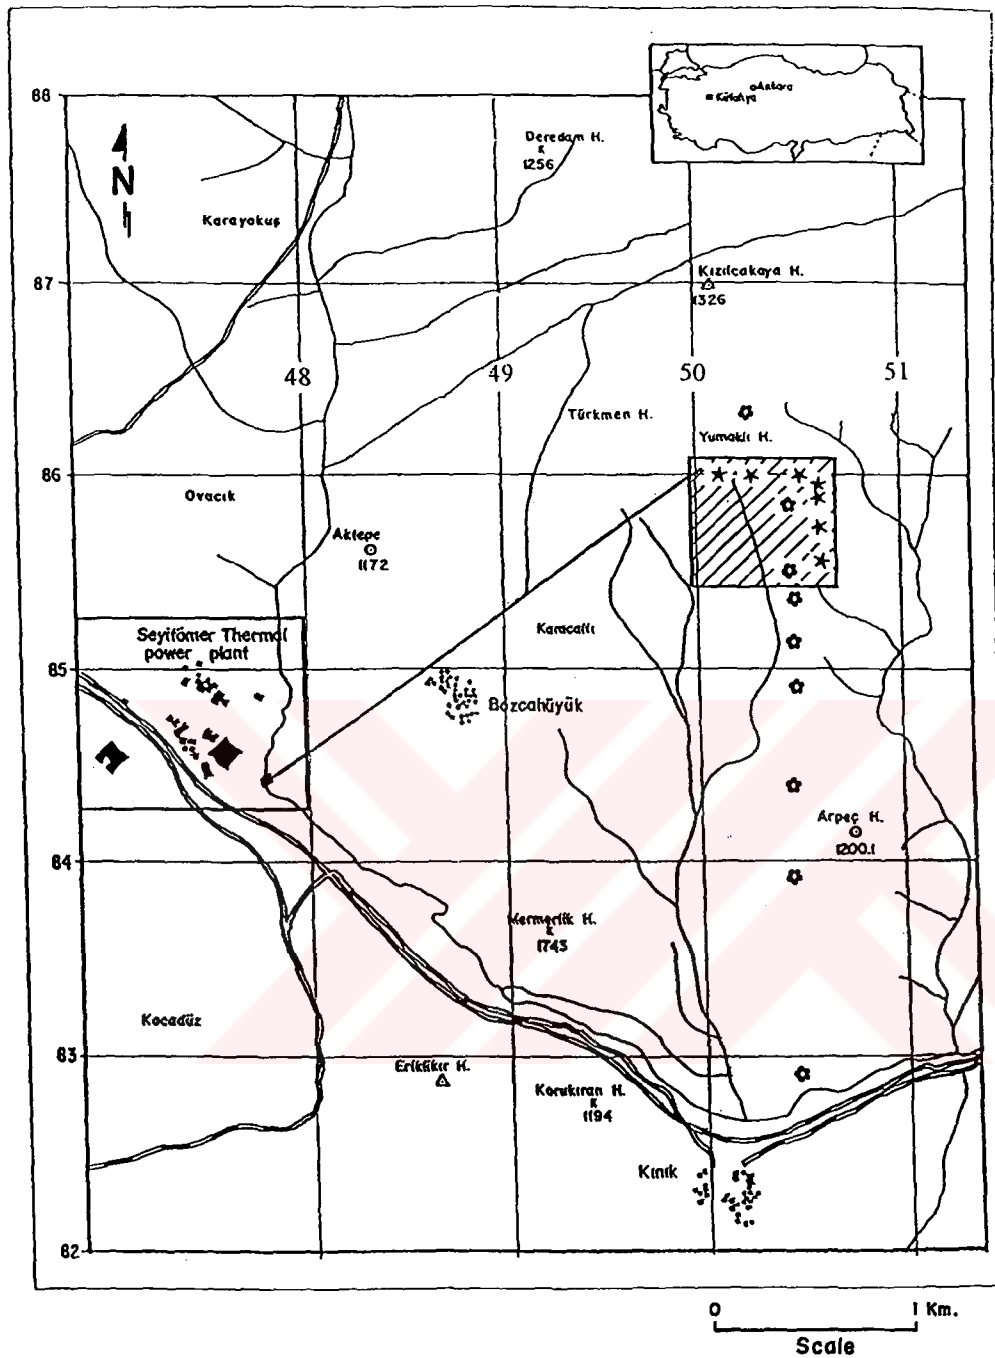 88
Ankara
Kütahya
Deredam H.
1256
N
Karayokuş
Kızılcakaya H.
87
1326
48
49
50
51
Türkmen H.
Yumaklı H.
86
Ovacık
Aktepe
1172
Karacallı
Seyitömer Thermal
power plant
85
Bozcahüyük
Arpeç H.
1200.1
84
Mermerlik H.
1743
Kocadüz
83
Eriklikır H.
Korukıran H.
1194
Kınık
82
0
1 Km.
Scale